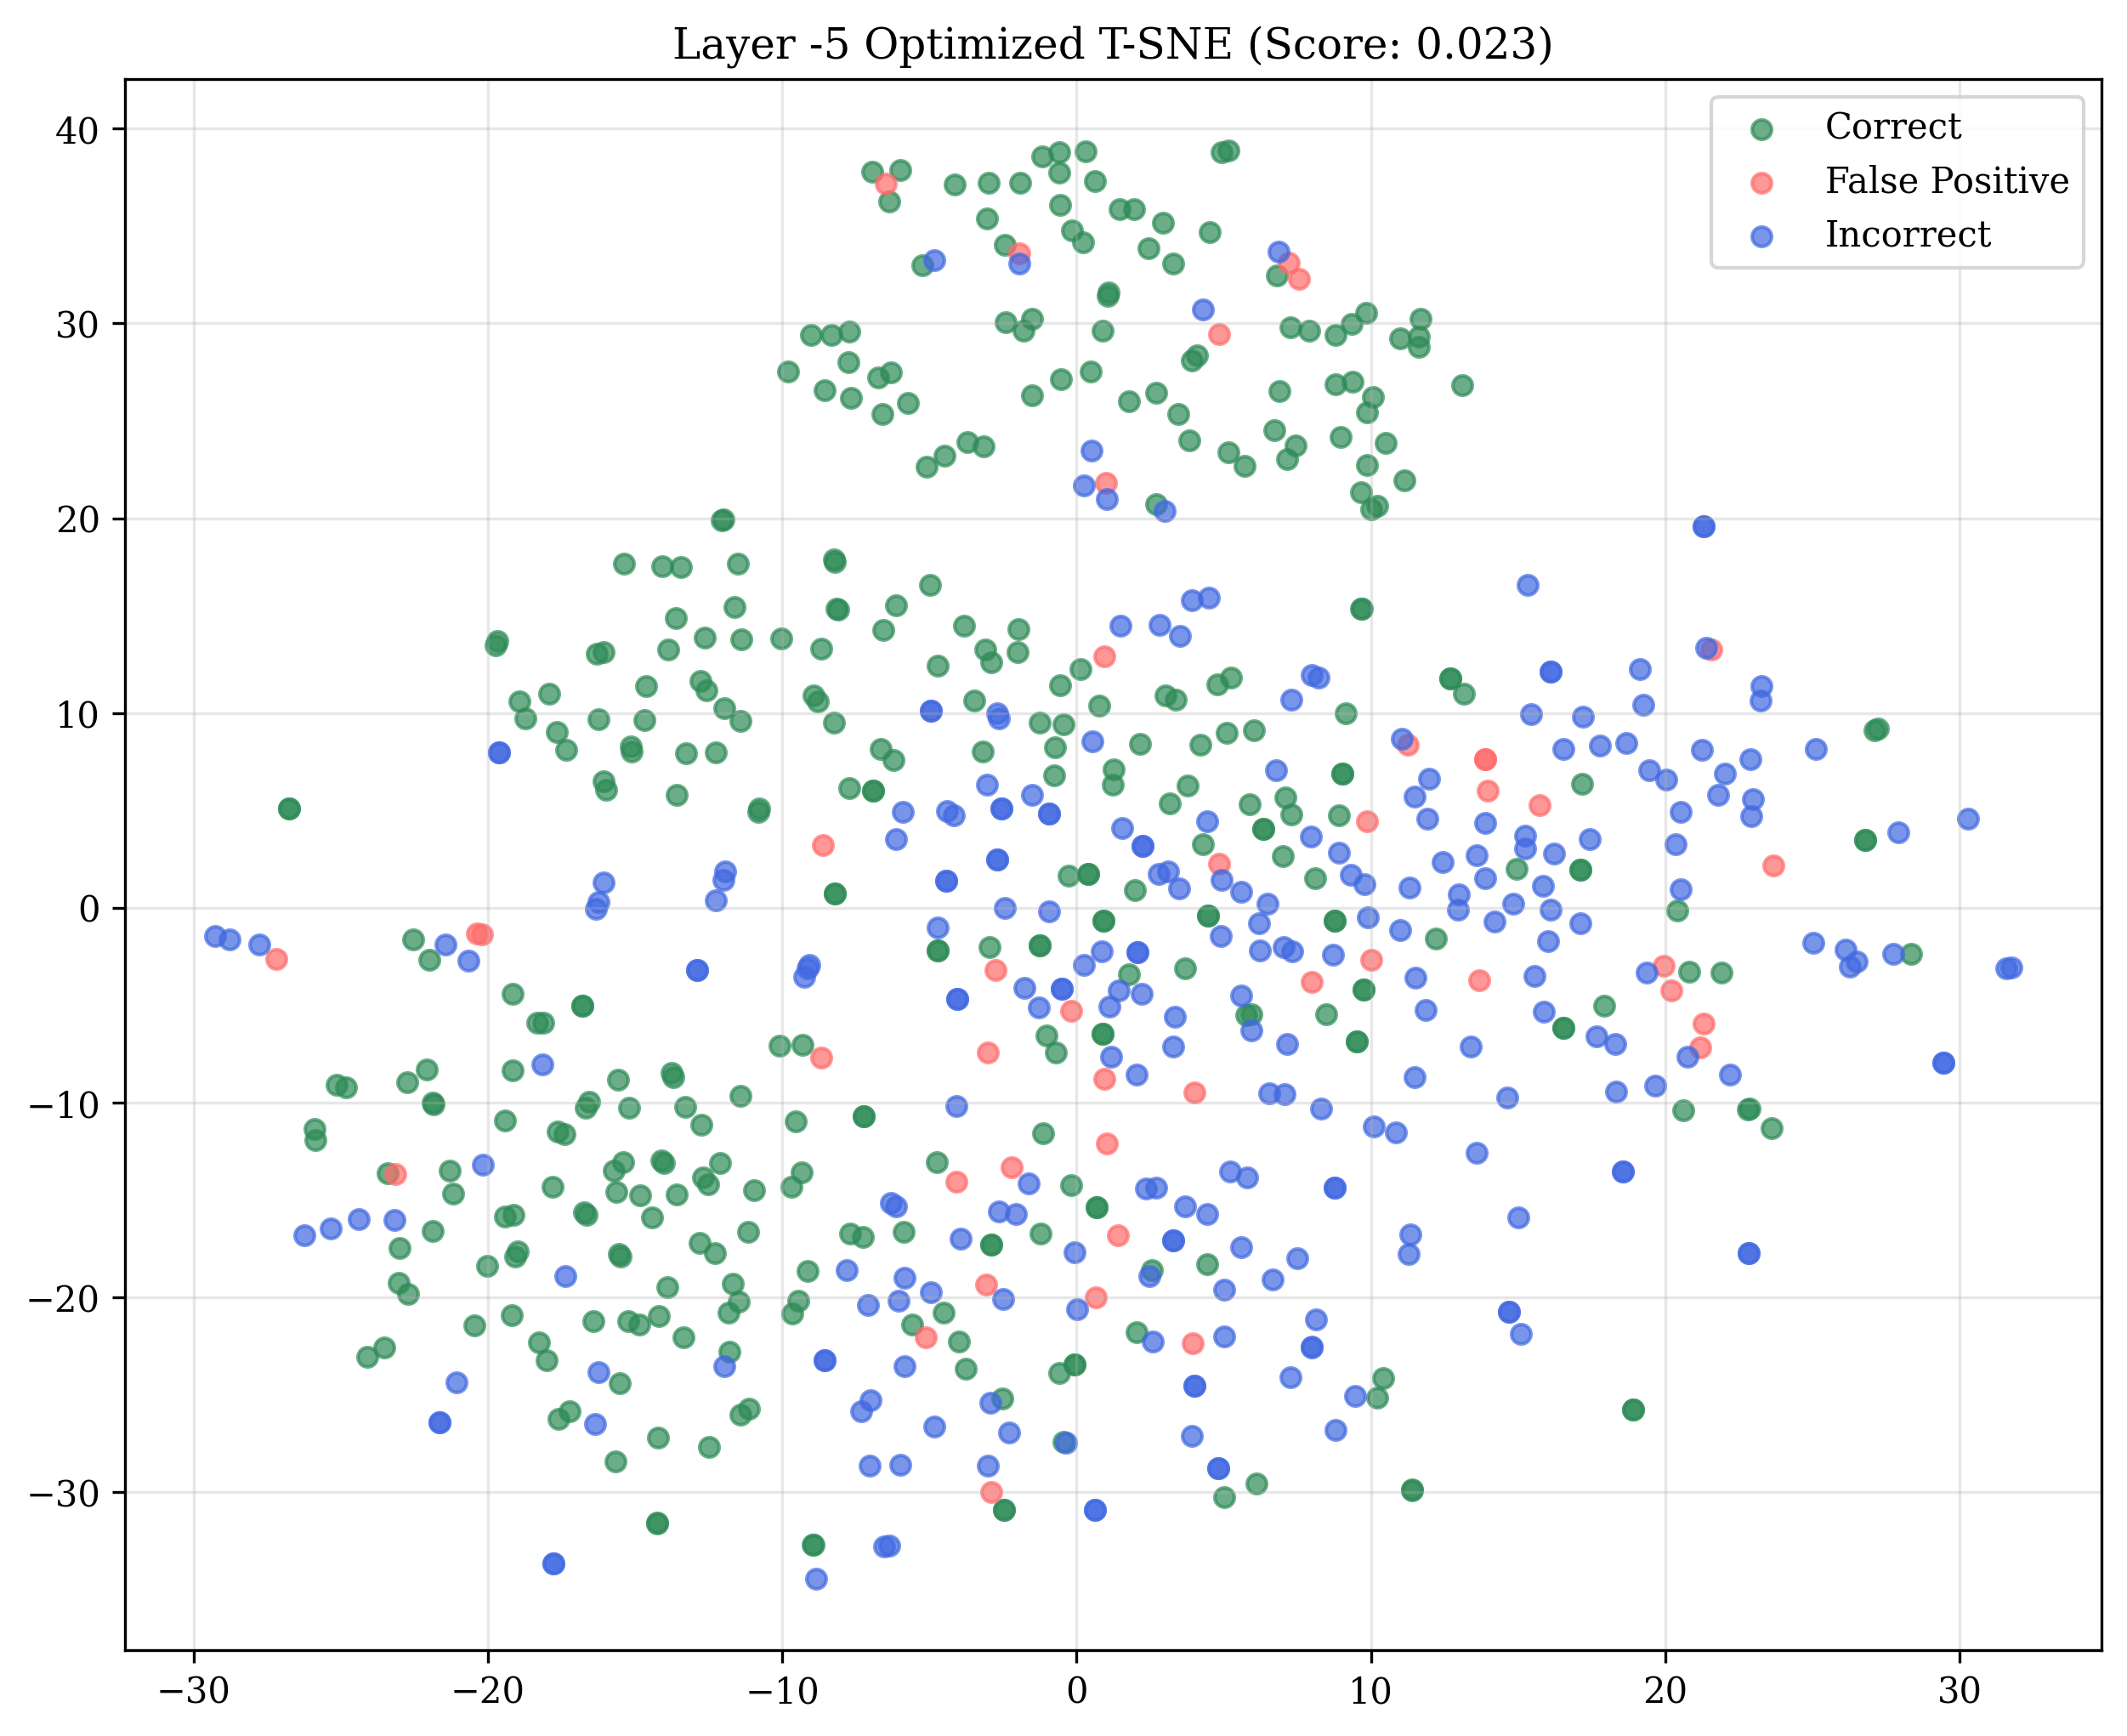 Layer -5 Optimized T-SNE (Score: 0.023)
Correct
False Positive
Incorrect
40
30
20
10
0
−10
−20
−30
−30 −20 −10 0 10 20 30